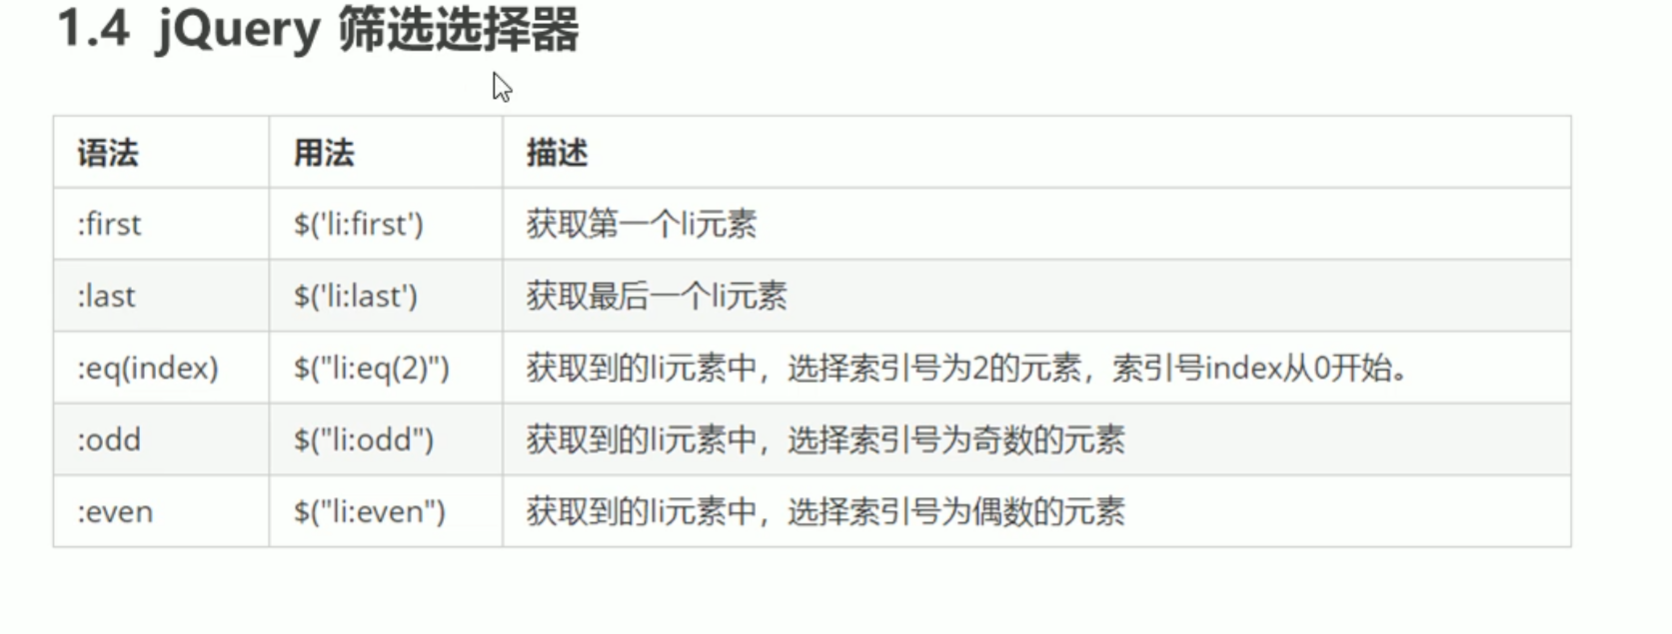 1.4 jQuery 筛选选择器
语法 用法 描述
:first $('li:first') 获取第一个li元素
:last $('li:last') 获取最后一个li元素
:eq(index) $("li:eq(2)") 获取到的li元素中，选择索引号为2的元素，索引号index从0开始。
:odd $("li:odd") 获取到的li元素中，选择索引号为奇数的元素
:even $("li:even") 获取到的li元素中，选择索引号为偶数的元素